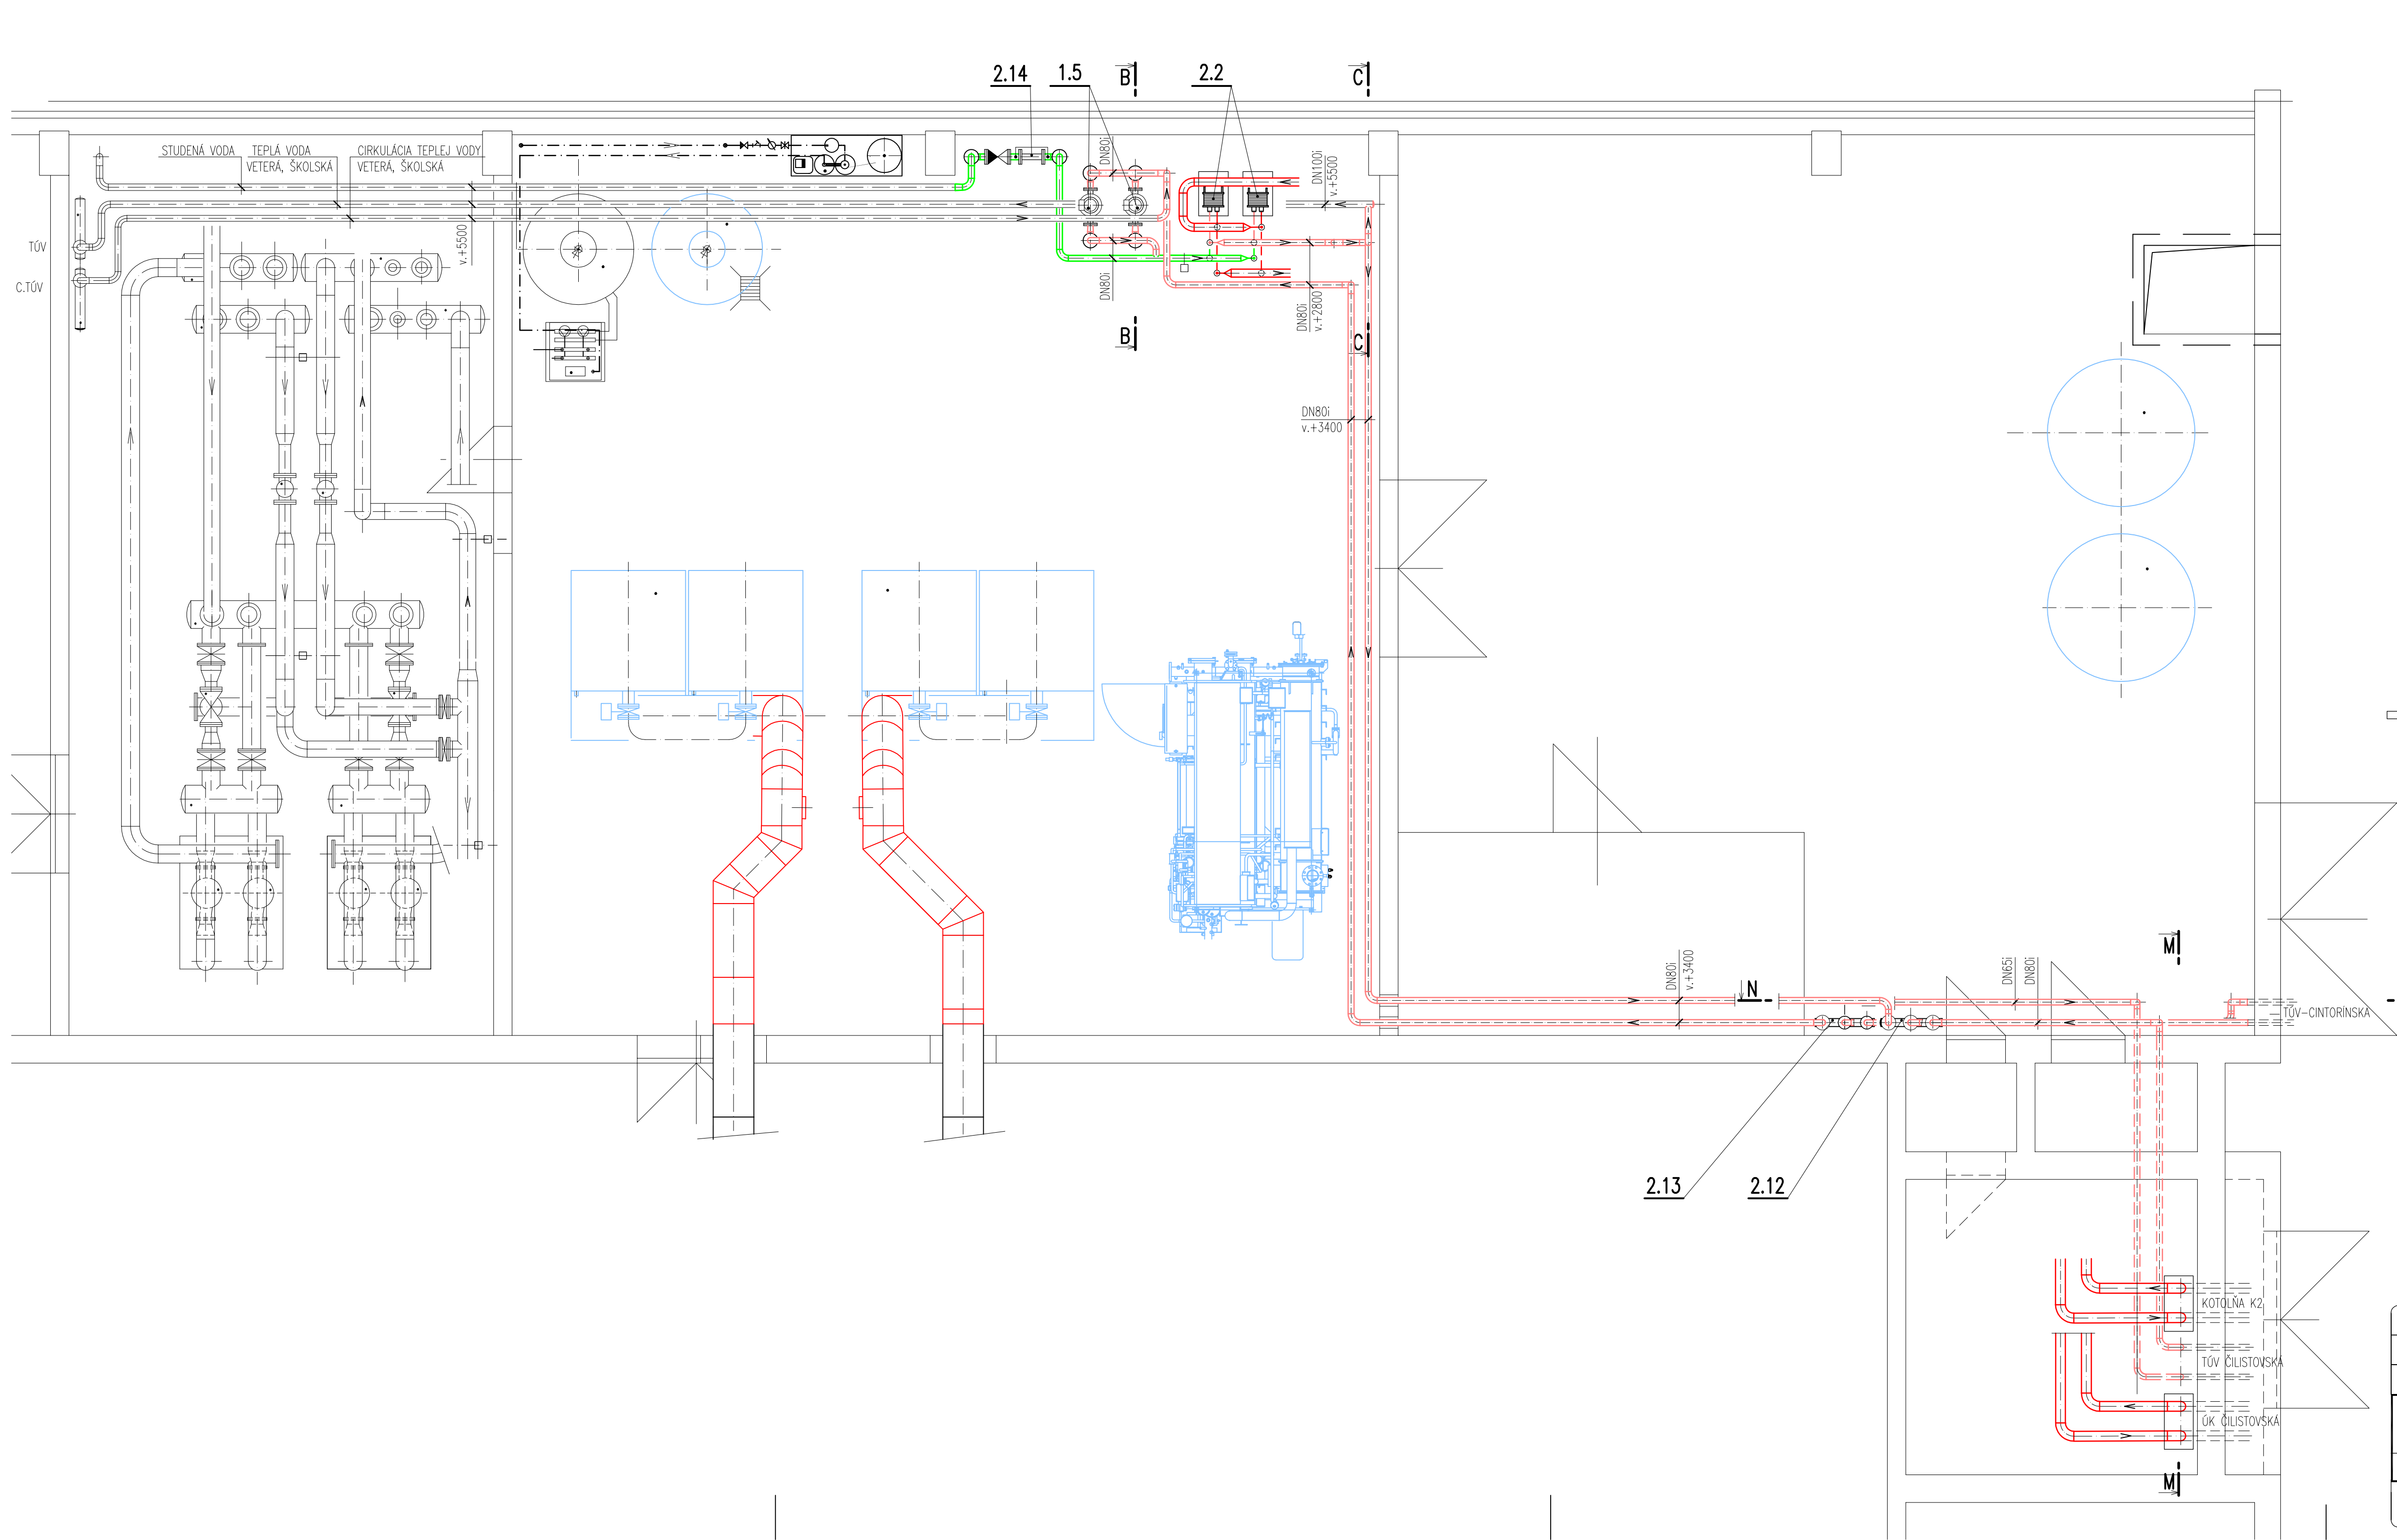 2.14
1.5
B
2.2
C
STUDENÁ VODA
TEPLÁ VODA
VETERÁ, ŠKOLSKÁ
CIRKULÁCIA TEPLEJ VODY
VETERÁ, ŠKOLSKÁ
DN80i
DN100i
v.+5500
TÚV
C.TÚV
v.+5500
DN80i
DN80i
v.+2800
B
C
DN80i
v.+3400
DN80i
v.+3400
N
DN65i
DN80i
M
TÚV-CINTORÍNSKA
2.13
2.12
KOTOLŇA K2
TÚV ČILISTOVSKÁ
ÚK ČILISTOVSKÁ
M